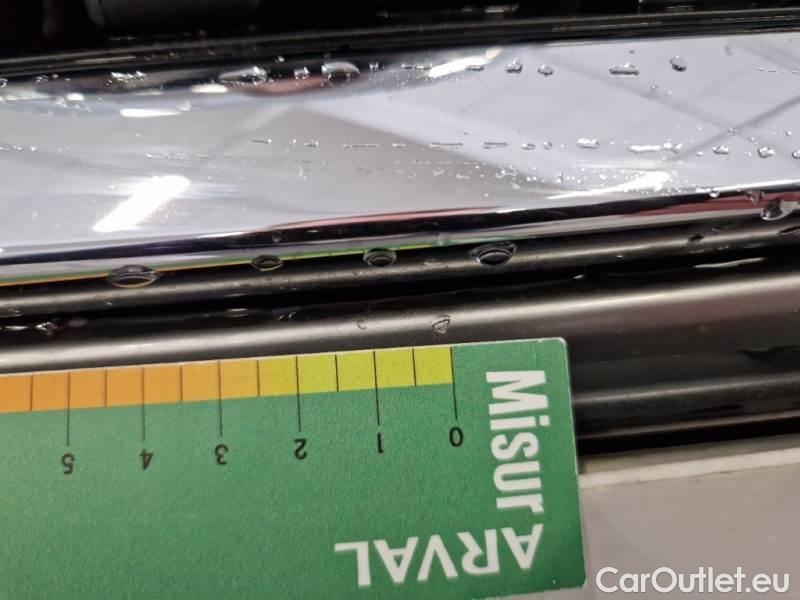 Misur
ARVAL
0 1 2 3 4 5
CarOutlet.eu